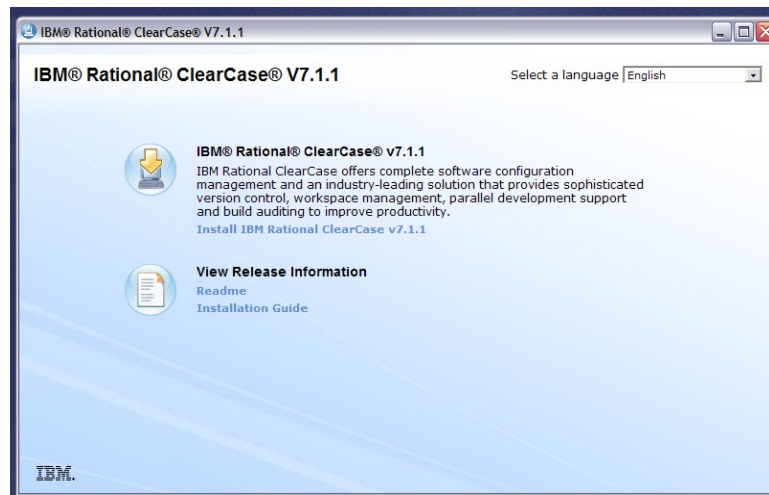 IBM® Rational® ClearCase® V7.1.1
IBM® Rational® ClearCase® V7.1.1
Select a language English
IBM® Rational® ClearCase® v7.1.1
IBM Rational ClearCase offers complete software configuration
management and an industry-leading solution that provides sophisticated
version control, workspace management, parallel development support
and build auditing to improve productivity.
Install IBM Rational ClearCase v7.1.1
View Release Information
Readme
Installation Guide
IBM.